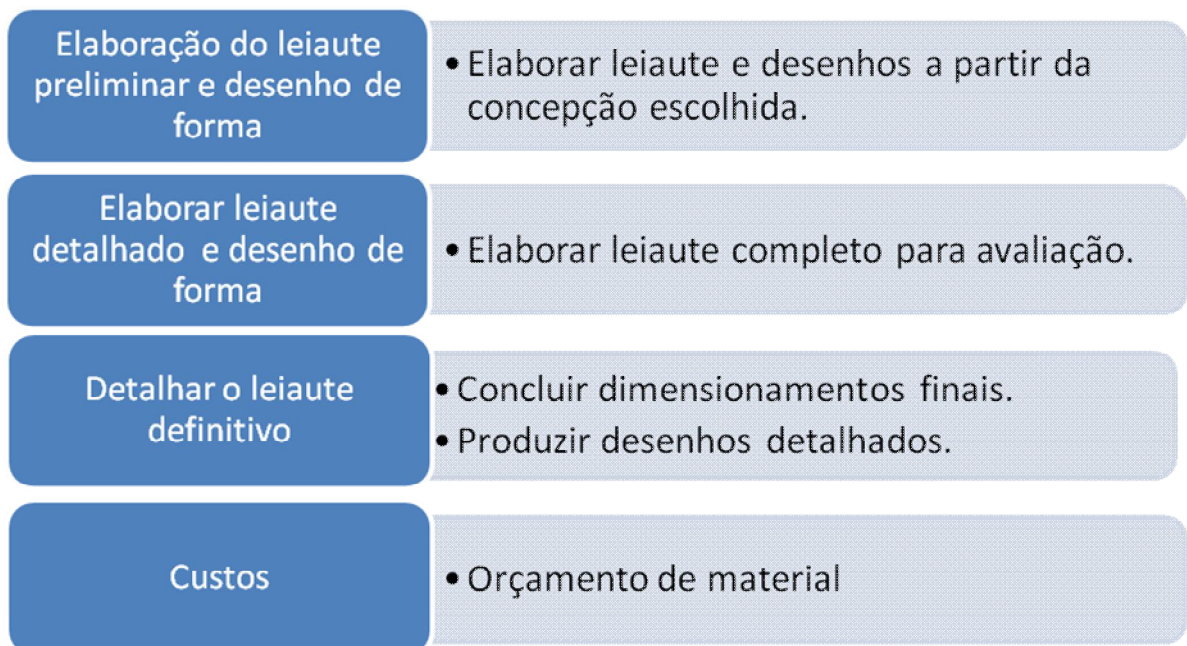 Elaboração do leiaute
preliminar e desenho de
forma
• Elaborar leiaute e desenhos a partir da
concepção escolhida.
Elaborar leiaute
detalhado e desenho de
forma
• Elaborar leiaute completo para avaliação.
Detalhar o leiaute
definitivo
• Concluir dimensionamentos finais.
• Produzir desenhos detalhados.
Custos
• Orçamento de material